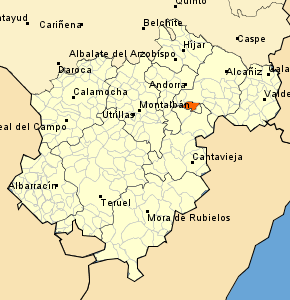 Quinto
atayud
Cariñena
Belchite
Caspe
Híjar
Albalate del Arzobispo
Daroca
Alcañiz
Cala
Andorra
Calamocha
Montalbán
Valde
Utrillas
eal del Campo
Cantavieja
Albarracín
Teruel
Mora de Rubielos